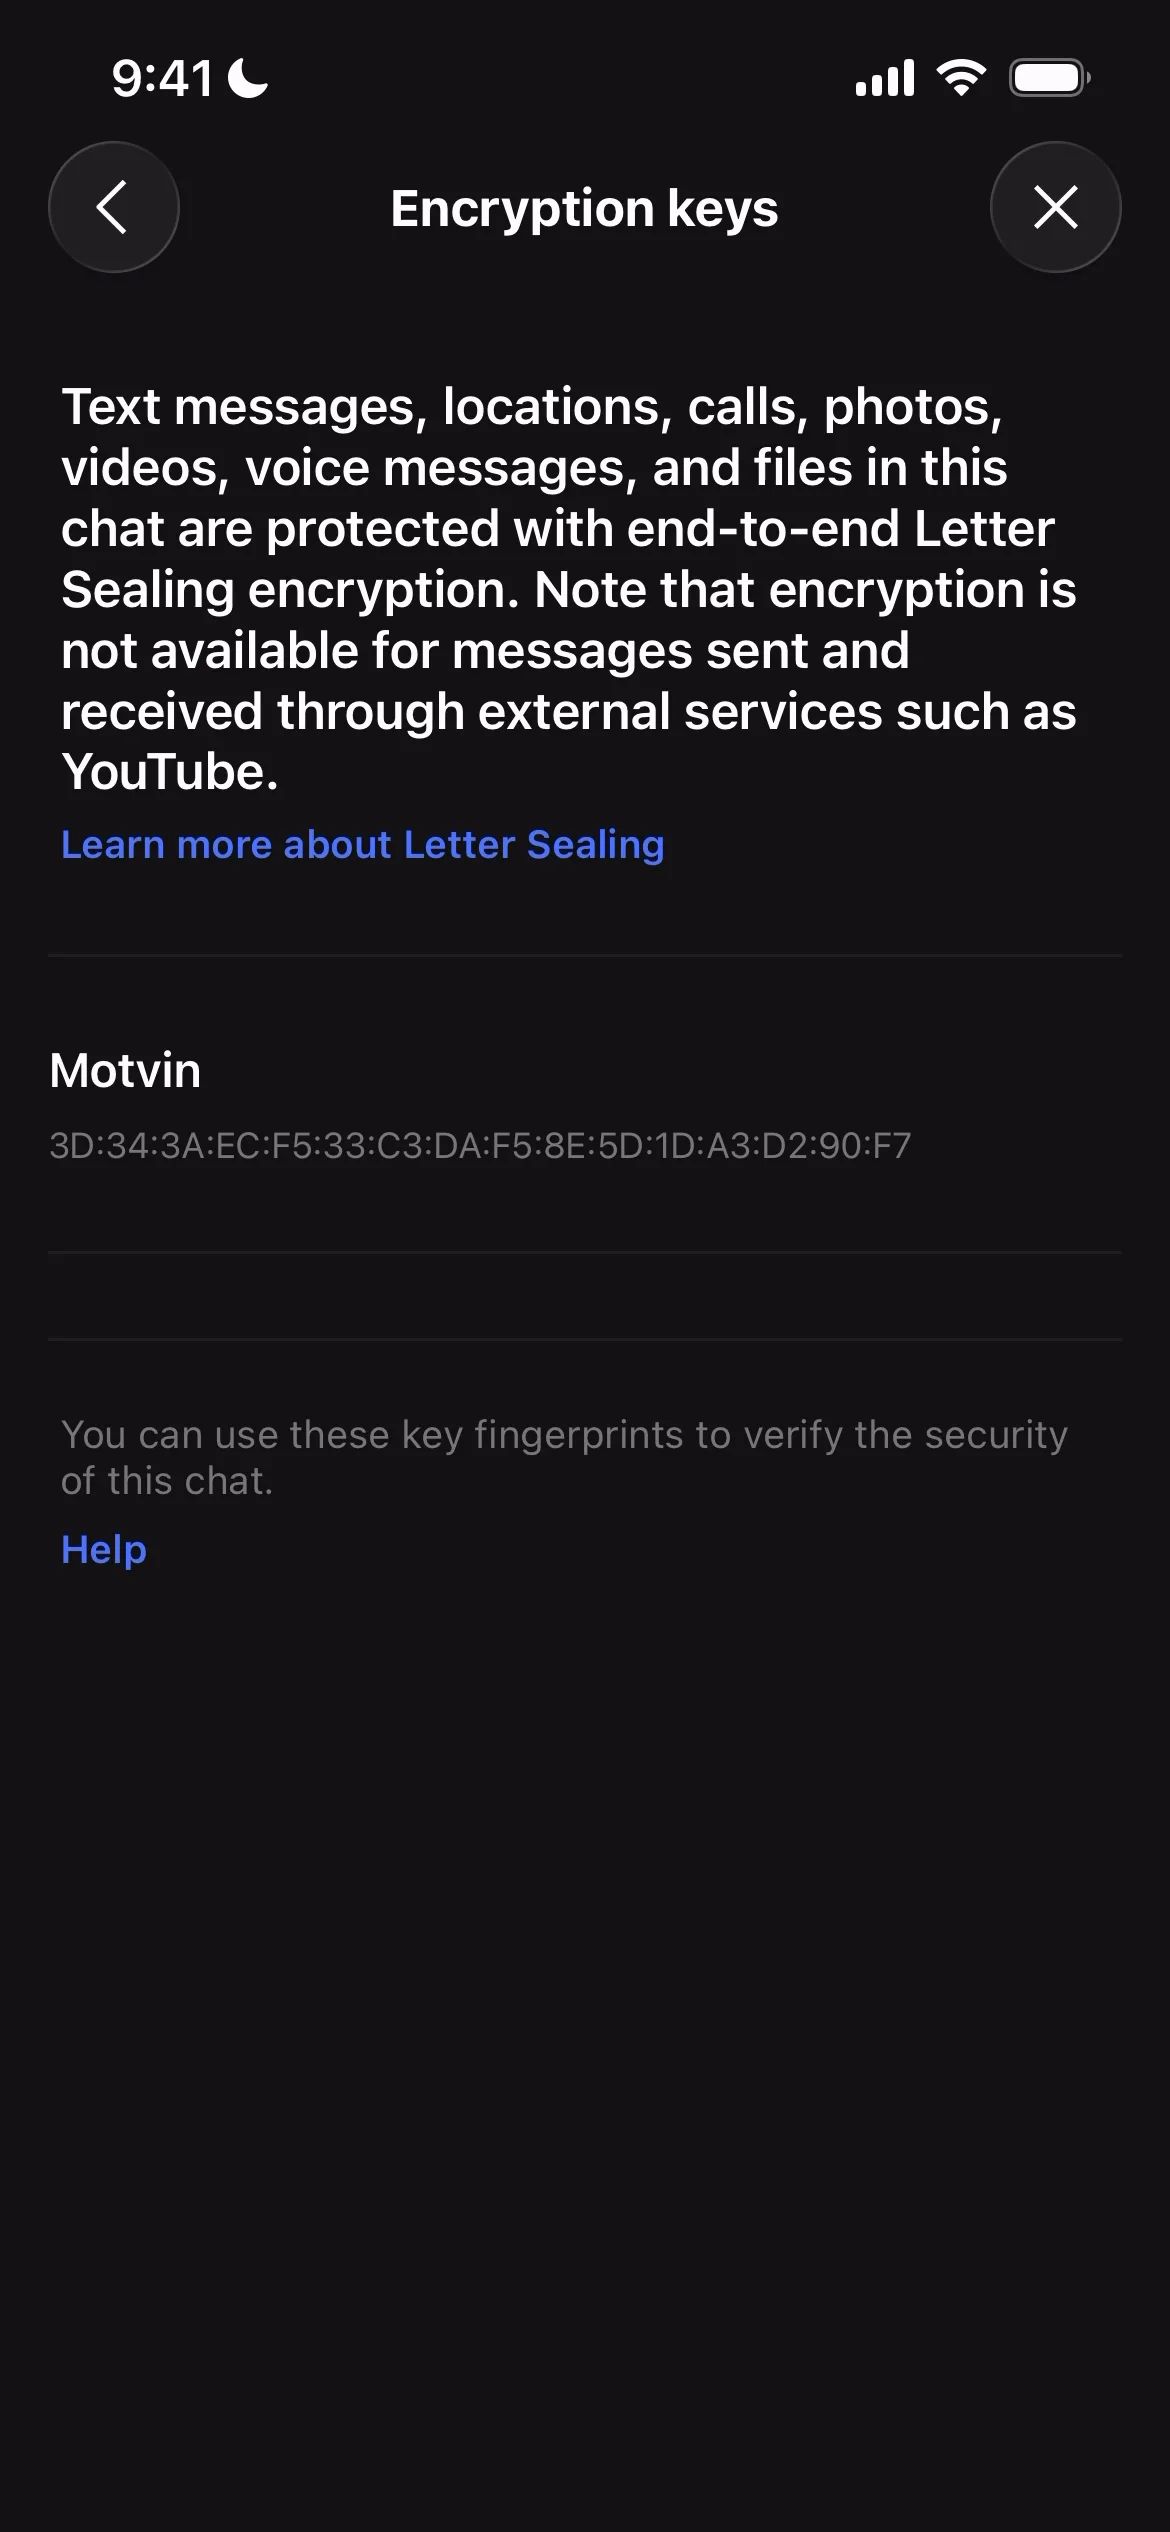 9:41
Encryption keys
Text messages, locations, calls, photos,
videos, voice messages, and files in this
chat are protected with end-to-end Letter
Sealing encryption. Note that encryption is
not available for messages sent and
received through external services such as
YouTube.
Learn more about Letter Sealing
Motvin
3D:34:3A:EC:F5:33:C3:DA:F5:8E:5D:1D:A3:D2:90:F7
You can use these key fingerprints to verify the security
of this chat.
Help